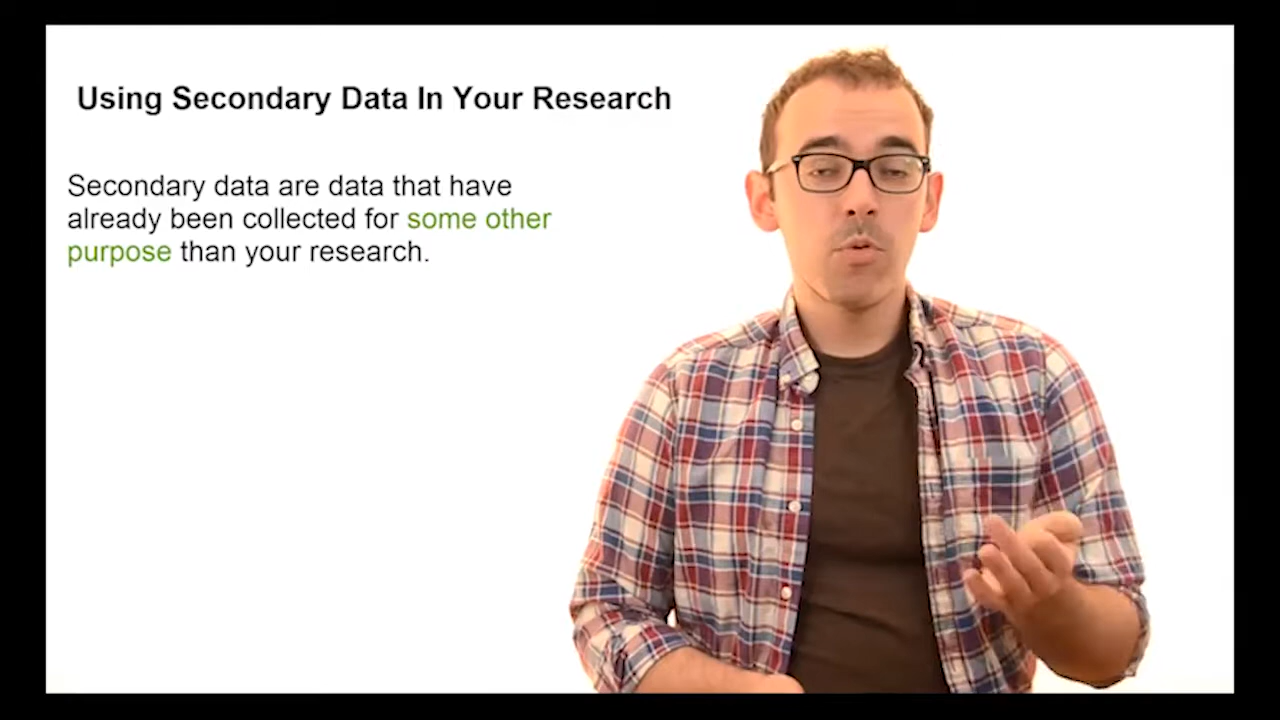 Using Secondary Data In Your Research
Secondary data are data that have
already been collected for some other
purpose than your research.